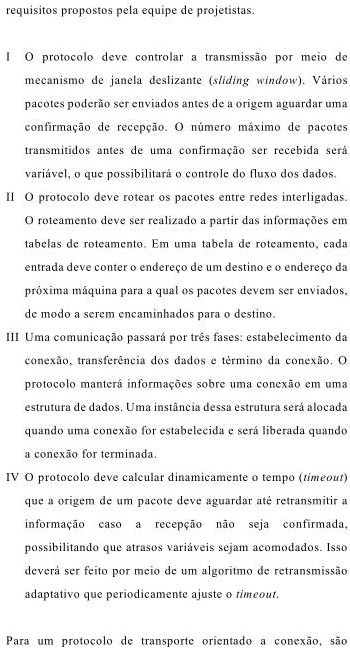 requisitos propostos pela equipe de projetistas.
I O protocolo deve controlar a transmissão por meio de
mecanismo de janela deslizante (sliding window). Vários
pacotes poderão ser enviados antes de a origem aguardar uma
confirmação de recepção. O número máximo de pacotes
transmitidos antes de uma confirmação ser recebida será
variável, o que possibilitará o controle do fluxo dos dados.
II O protocolo deve rotear os pacotes entre redes interligadas.
O roteamento deve ser realizado a partir das informações em
tabelas de roteamento. Em uma tabela de roteamento, cada
entrada deve conter o endereço de um destino e o endereço da
próxima máquina para a qual os pacotes devem ser enviados,
de modo a serem encaminhados para o destino.
III Uma comunicação passará por três fases: estabelecimento da
conexão, transferência dos dados e término da conexão. O
protocolo manterá informações sobre uma conexão em uma
estrutura de dados. Uma instância dessa estrutura será alocada
quando uma conexão for estabelecida e será liberada quando
a conexão for terminada.
IV O protocolo deve calcular dinamicamente o tempo (timeout)
que a origem de um pacote deve aguardar até retransmitir a
informação caso a recepção não seja confirmada,
possibilitando que atrasos variáveis sejam acomodados. Isso
deverá ser feito por meio de um algoritmo de retransmissão
adaptativo que periodicamente ajuste o timeout.
Para um protocolo de transporte orientado a conexão, são